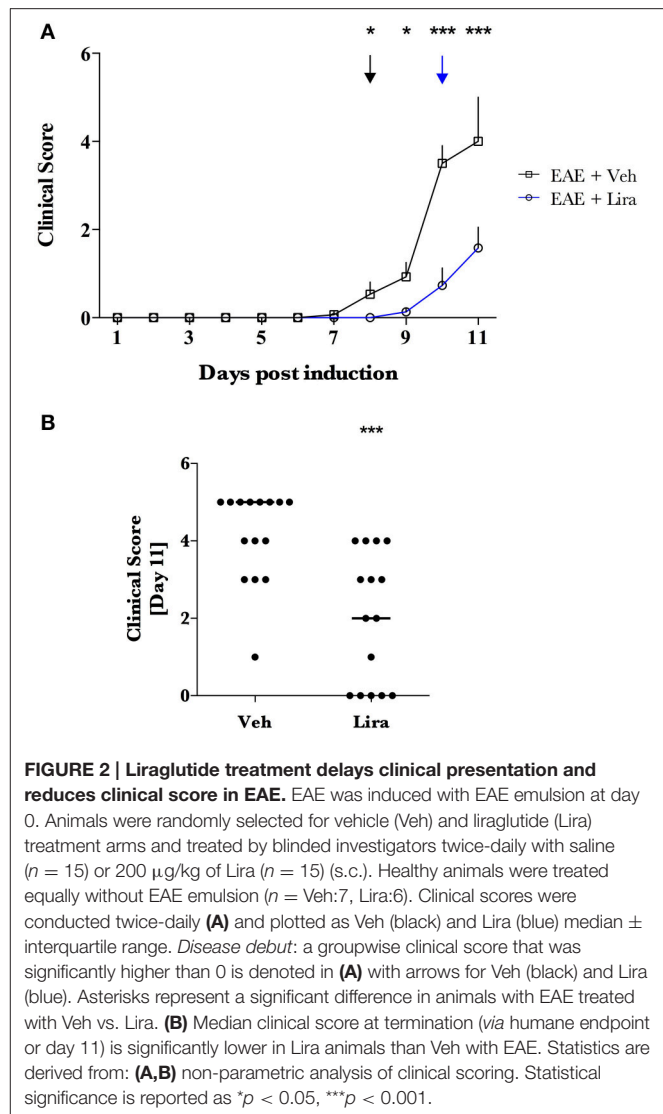 A
* * *** ***
6
4
2
0
Clinical Score
EAE + Veh
EAE + Lira
1 3 5 7 9 11
Days post induction
B
***
6
4
2
0
Clinical Score
[Day 11]
Veh Lira
FIGURE 2 | Liraglutide treatment delays clinical presentation and
reduces clinical score in EAE. EAE was induced with EAE emulsion at day
0. Animals were randomly selected for vehicle (Veh) and liraglutide (Lira)
treatment arms and treated by blinded investigators twice-daily with saline
(n = 15) or 200 μg/kg of Lira (n = 15) (s.c.). Healthy animals were treated
equally without EAE emulsion (n = Veh:7, Lira:6). Clinical scores were
conducted twice-daily (A) and plotted as Veh (black) and Lira (blue) median ±
interquartile range. Disease debut: a groupwise clinical score that was
significantly higher than 0 is denoted in (A) with arrows for Veh (black) and Lira
(blue). Asterisks represent a significant difference in animals with EAE treated
with Veh vs. Lira. (B) Median clinical score at termination (via humane endpoint
or day 11) is significantly lower in Lira animals than Veh with EAE. Statistics are
derived from: (A,B) non-parametric analysis of clinical scoring. Statistical
significance is reported as *p < 0.05, ***p < 0.001.